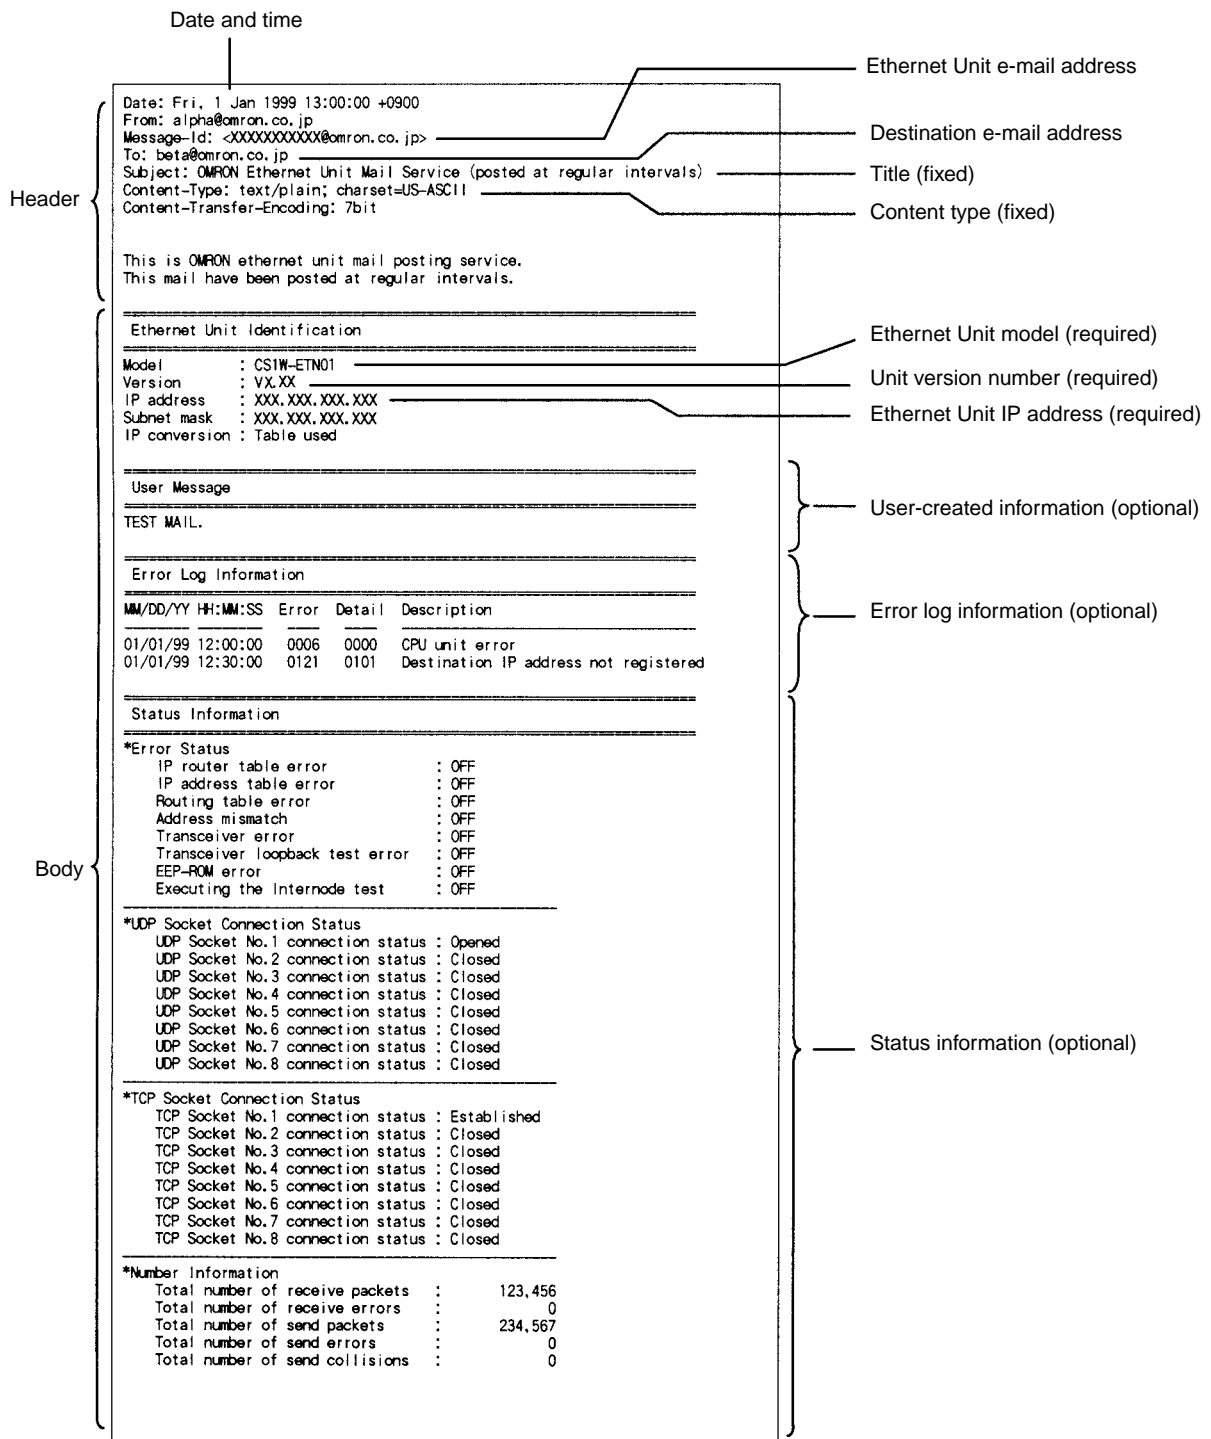 Date and time
Ethernet Unit e-mail address
Date: Fri, 1 Jan 1999 13:00:00 +0900
From: alpha@omron.co.jp
Message-Id: <XXXXXXXXXXX@omron.co.jp>
Destination e-mail address
To: beta@omron.co.jp
Subject: OMRON Ethernet Unit Mail Service (posted at regular intervals)
Title (fixed)
Content-Type: text/plain; charset=US-ASCII
Header
Content-Transfer-Encoding: 7bit
Content type (fixed)
This is OMRON ethernet unit mail posting service.
This mail have been posted at regular intervals.
Ethernet Unit Identification
Ethernet Unit model (required)
Model : CS1W-ETN01
Version : VX.XX
Unit version number (required)
IP address : XXX.XXX.XXX.XXX
Ethernet Unit IP address (required)
Subnet mask : XXX.XXX.XXX.XXX
IP conversion : Table used
User Message
User-created information (optional)
TEST MAIL.
Error Log Information
MM/DD/YY HH:MM:SS Error Detail Description
Error log information (optional)
01/01/99 12:00:00 0006 0000 CPU unit error
01/01/99 12:30:00 0121 0101 Destination IP address not registered
Status Information
*Error Status
IP router table error : OFF
IP address table error : OFF
Routing table error : OFF
Address mismatch : OFF
Transceiver error : OFF
Transceiver loopback test error : OFF
Body
EEP-ROM error : OFF
Executing the Internode test : OFF
*UDP Socket Connection Status
UDP Socket No.1 connection status : Opened
UDP Socket No.2 connection status : Closed
UDP Socket No.3 connection status : Closed
UDP Socket No.4 connection status : Closed
UDP Socket No.5 connection status : Closed
UDP Socket No.6 connection status : Closed
UDP Socket No.7 connection status : Closed
Status information (optional)
UDP Socket No.8 connection status : Closed
*TCP Socket Connection Status
TCP Socket No.1 connection status : Established
TCP Socket No.2 connection status : Closed
TCP Socket No.3 connection status : Closed
TCP Socket No.4 connection status : Closed
TCP Socket No.5 connection status : Closed
TCP Socket No.6 connection status : Closed
TCP Socket No.7 connection status : Closed
TCP Socket No.8 connection status : Closed
*Number Information
Total number of receive packets : 123,456
Total number of receive errors : 0
Total number of send packets : 234,567
Total number of send errors : 0
Total number of send collisions : 0